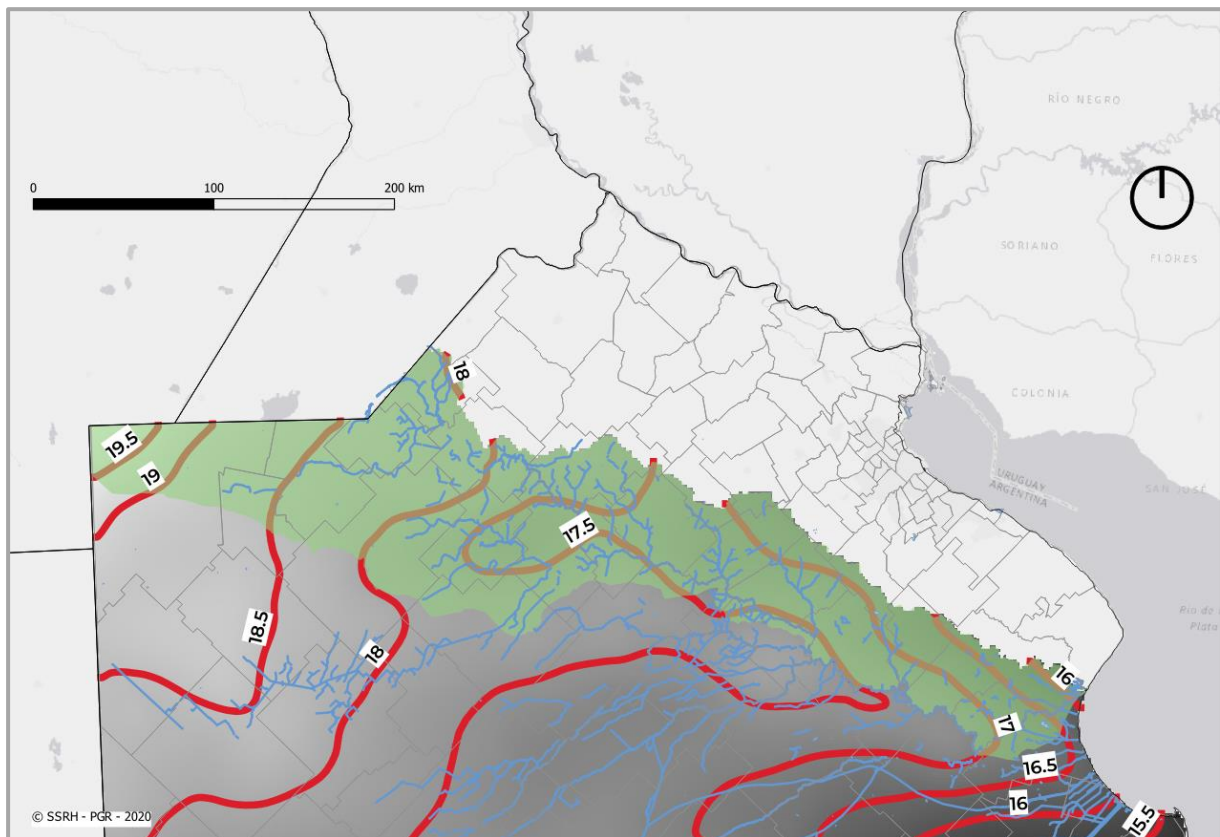 RÍO NEGRO
0 100 200 km
SORIANO
FLORES
18
COLONIA
19.5
19
URUGUAY
ARGENTINA
SAN JOSÉ
17.5
Río de
Plata
18.5
18
16
17
16.5
16
15.5
© SSRH - PGR - 2020